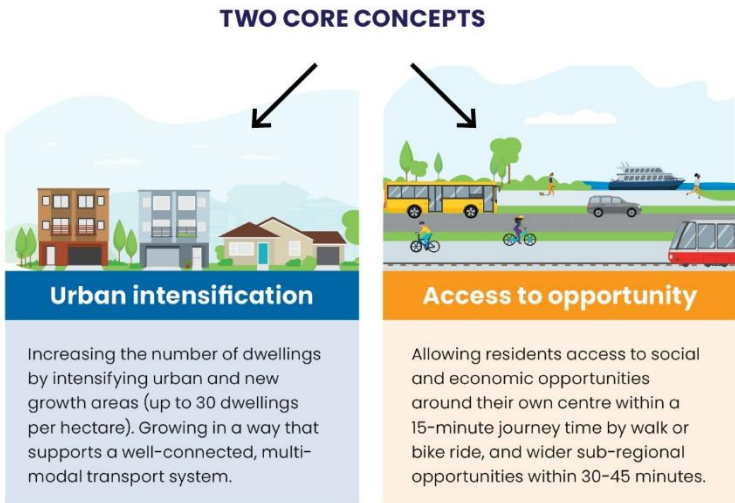 TWO CORE CONCEPTS
Urban intensification
Increasing the number of dwellings
by intensifying urban and new
growth areas (up to 30 dwellings
per hectare). Growing in a way that
supports a well-connected, multi-
modal transport system.
Access to opportunity
Allowing residents access to social
and economic opportunities
around their own centre within a
15-minute journey time by walk or
bike ride, and wider sub-regional
opportunities within 30-45 minutes.